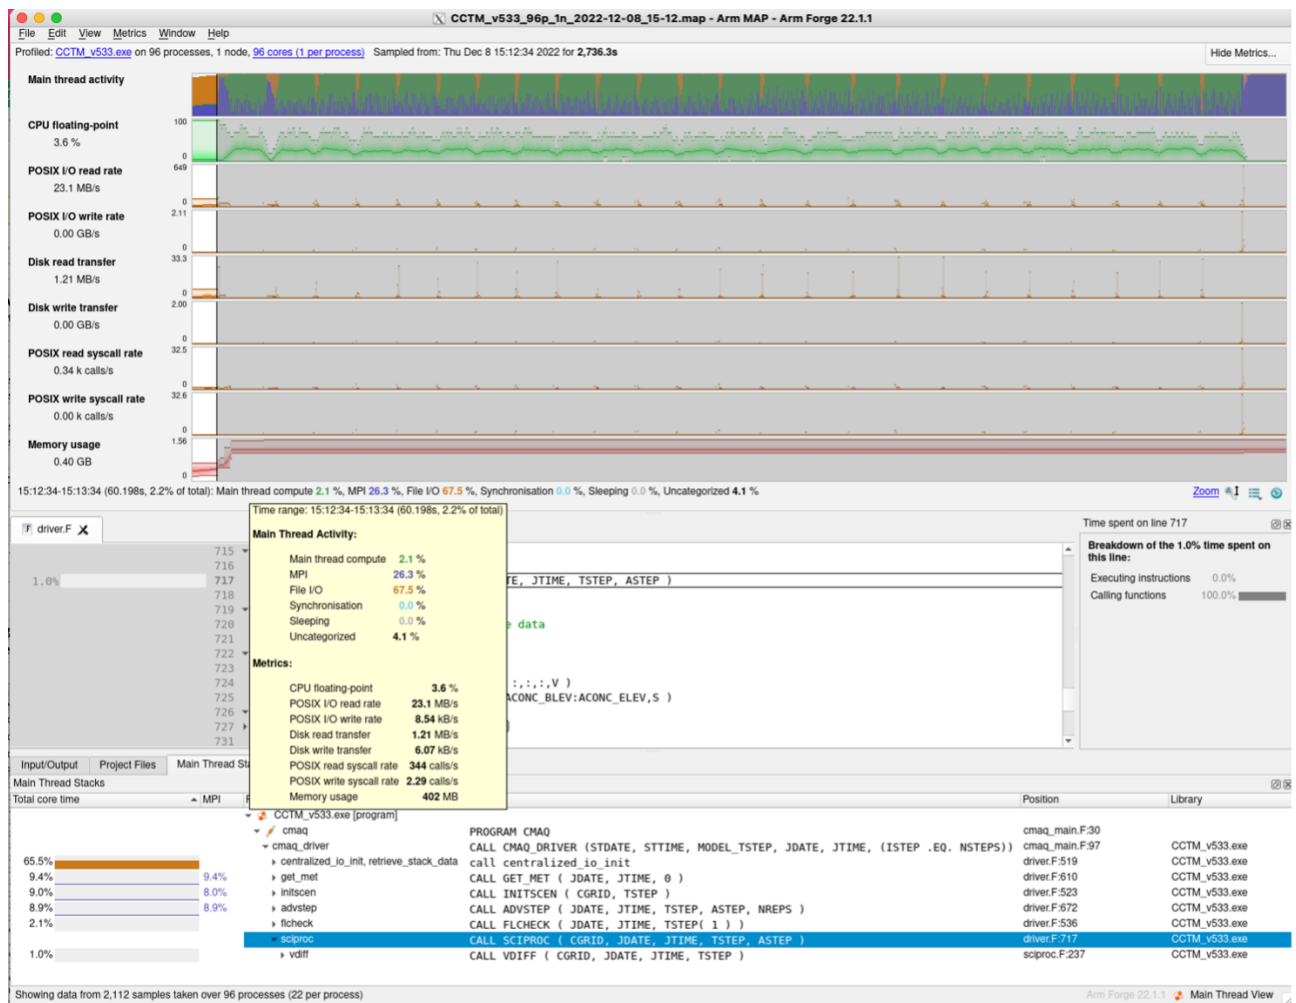 CCTM_v533_96p_1n_2022-12-08_15-12.map - Arm MAP - Arm Forge 22.1.1
File Edit View Metrics Window Help
Profiled: CCTM_v533.exe on 96 processes, 1 node, 96 cores (1 per process) Sampled from: Thu Dec 8 15:12:34 2022 for 2,736.3s Hide Metrics...
Main thread activity
CPU floating-point 100
3.6 %
0
POSIX I/O read rate 649
23.1 MB/s
0
POSIX I/O write rate 2.11
0.00 GB/s
0
Disk read transfer 33.3
1.21 MB/s
0
Disk write transfer 2.00
0.00 GB/s
0
POSIX read syscall rate 32.5
0.34 k calls/s
0
POSIX write syscall rate 32.6
0.00 k calls/s
0
Memory usage 1.56
0.40 GB
0
15:12:34-15:13:34 (60.198s, 2.2% of total): Main thread compute 2.1 %, MPI 26.3 %, File I/O 67.5 %, Synchronisation 0.0 %, Sleeping 0.0 %, Uncategorized 4.1 % Zoom
Time range: 15:12:34-15:13:34 (60.198s, 2.2% of total)
Main Thread Activity:
Main thread compute 2.1 %
MPI 26.3 %
File I/O 67.5 %
Synchronisation 0.0 %
Sleeping 0.0 %
Uncategorized 4.1 %
Metrics:
CPU floating-point 3.6 %
POSIX I/O read rate 23.1 MB/s
POSIX I/O write rate 8.54 kB/s
Disk read transfer 1.21 MB/s
Disk write transfer 6.07 kB/s
POSIX read syscall rate 344 calls/s
POSIX write syscall rate 2.29 calls/s
Memory usage 402 MB
F driver.F X
715
716
1.0% 717 TE, JTIME, TSTEP, ASTEP )
718
719
720 e data
721
722
723
724 :,:,:,V )
725 ACONC_BLEV:ACONC_ELEV,S )
726
727 )
731
Time spent on line 717
Breakdown of the 1.0% time spent on
this line:
Executing instructions 0.0%
Calling functions 100.0%
Input/Output Project Files Main Thread Sta
Main Thread Stacks
Total core time MPI F Position Library
CCTM_v533.exe [program]
cmaq PROGRAM CMAQ cmaq_main.F:30
cmaq_driver CALL CMAQ_DRIVER (STDATE, STTIME, MODEL_TSTEP, JDATE, JTIME, (ISTEP .EQ. NSTEPS)) cmaq_main.F:97 CCTM_v533.exe
65.5% centralized_io_init, retrieve_stack_data call centralized_io_init driver.F:519 CCTM_v533.exe
9.4% 9.4% get_met CALL GET_MET ( JDATE, JTIME, 0 ) driver.F:610 CCTM_v533.exe
9.0% 8.0% initscen CALL INITSCEN ( CGRID, TSTEP ) driver.F:523 CCTM_v533.exe
8.9% 8.9% advstep CALL ADVSTEP ( JDATE, JTIME, TSTEP, ASTEP, NREPS ) driver.F:672 CCTM_v533.exe
2.1% flcheck CALL FLCHECK ( JDATE, JTIME, TSTEP( 1 ) ) driver.F:536 CCTM_v533.exe
sciproc CALL SCIPROC ( CGRID, JDATE, JTIME, TSTEP, ASTEP ) driver.F:717 CCTM_v533.exe
1.0% vdiff CALL VDIFF ( CGRID, JDATE, JTIME, TSTEP ) sciproc.F:237 CCTM_v533.exe
Showing data from 2,112 samples taken over 96 processes (22 per process) Arm Forge 22.1.1 Main Thread View